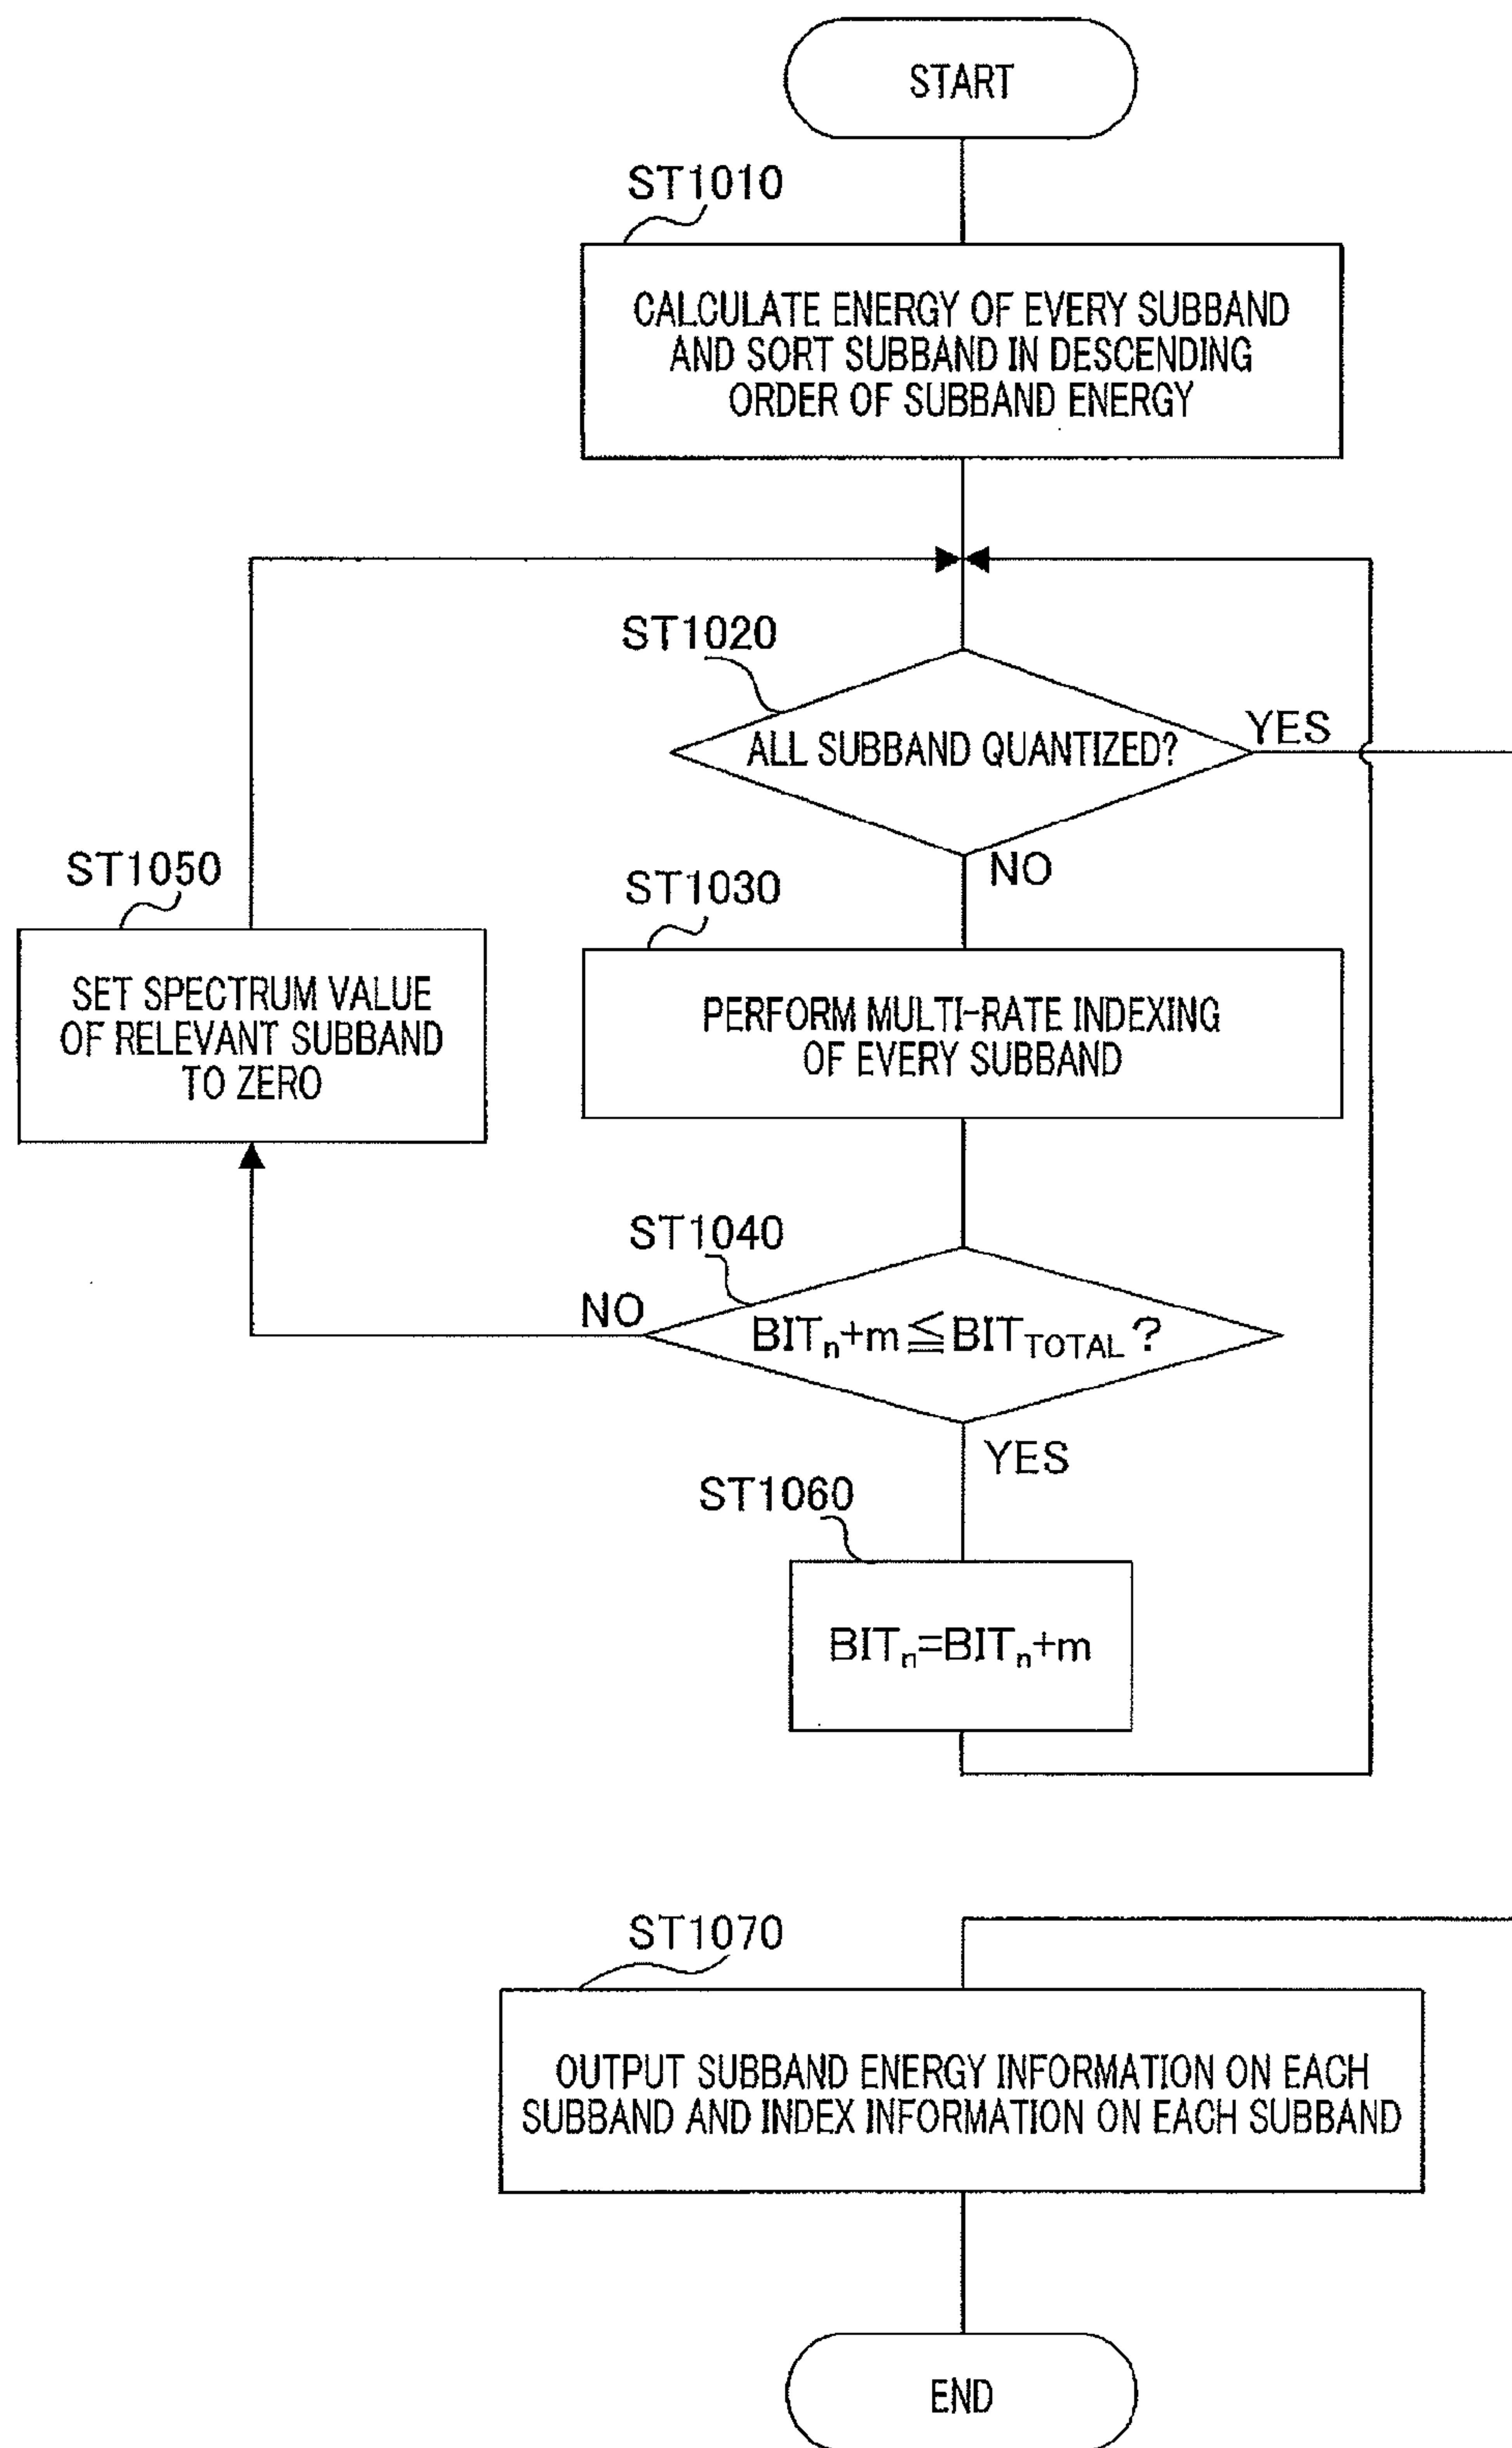 START
ST1010
CALCULATE ENERGY OF EVERY SUBBAND
AND SORT SUBBAND IN DESCENDING
ORDER OF SUBBAND ENERGY
ST1020
ALL SUBBAND QUANTIZED?
YES
NO
ST1050
SET SPECTRUM VALUE
OF RELEVANT SUBBAND
TO ZERO
ST1030
PERFORM MULTI-RATE INDEXING
OF EVERY SUBBAND
ST1040
NO
BITn+m≦BITTOTAL?
YES
ST1060
BITn=BITn+m
ST1070
OUTPUT SUBBAND ENERGY INFORMATION ON EACH
SUBBAND AND INDEX INFORMATION ON EACH SUBBAND
END